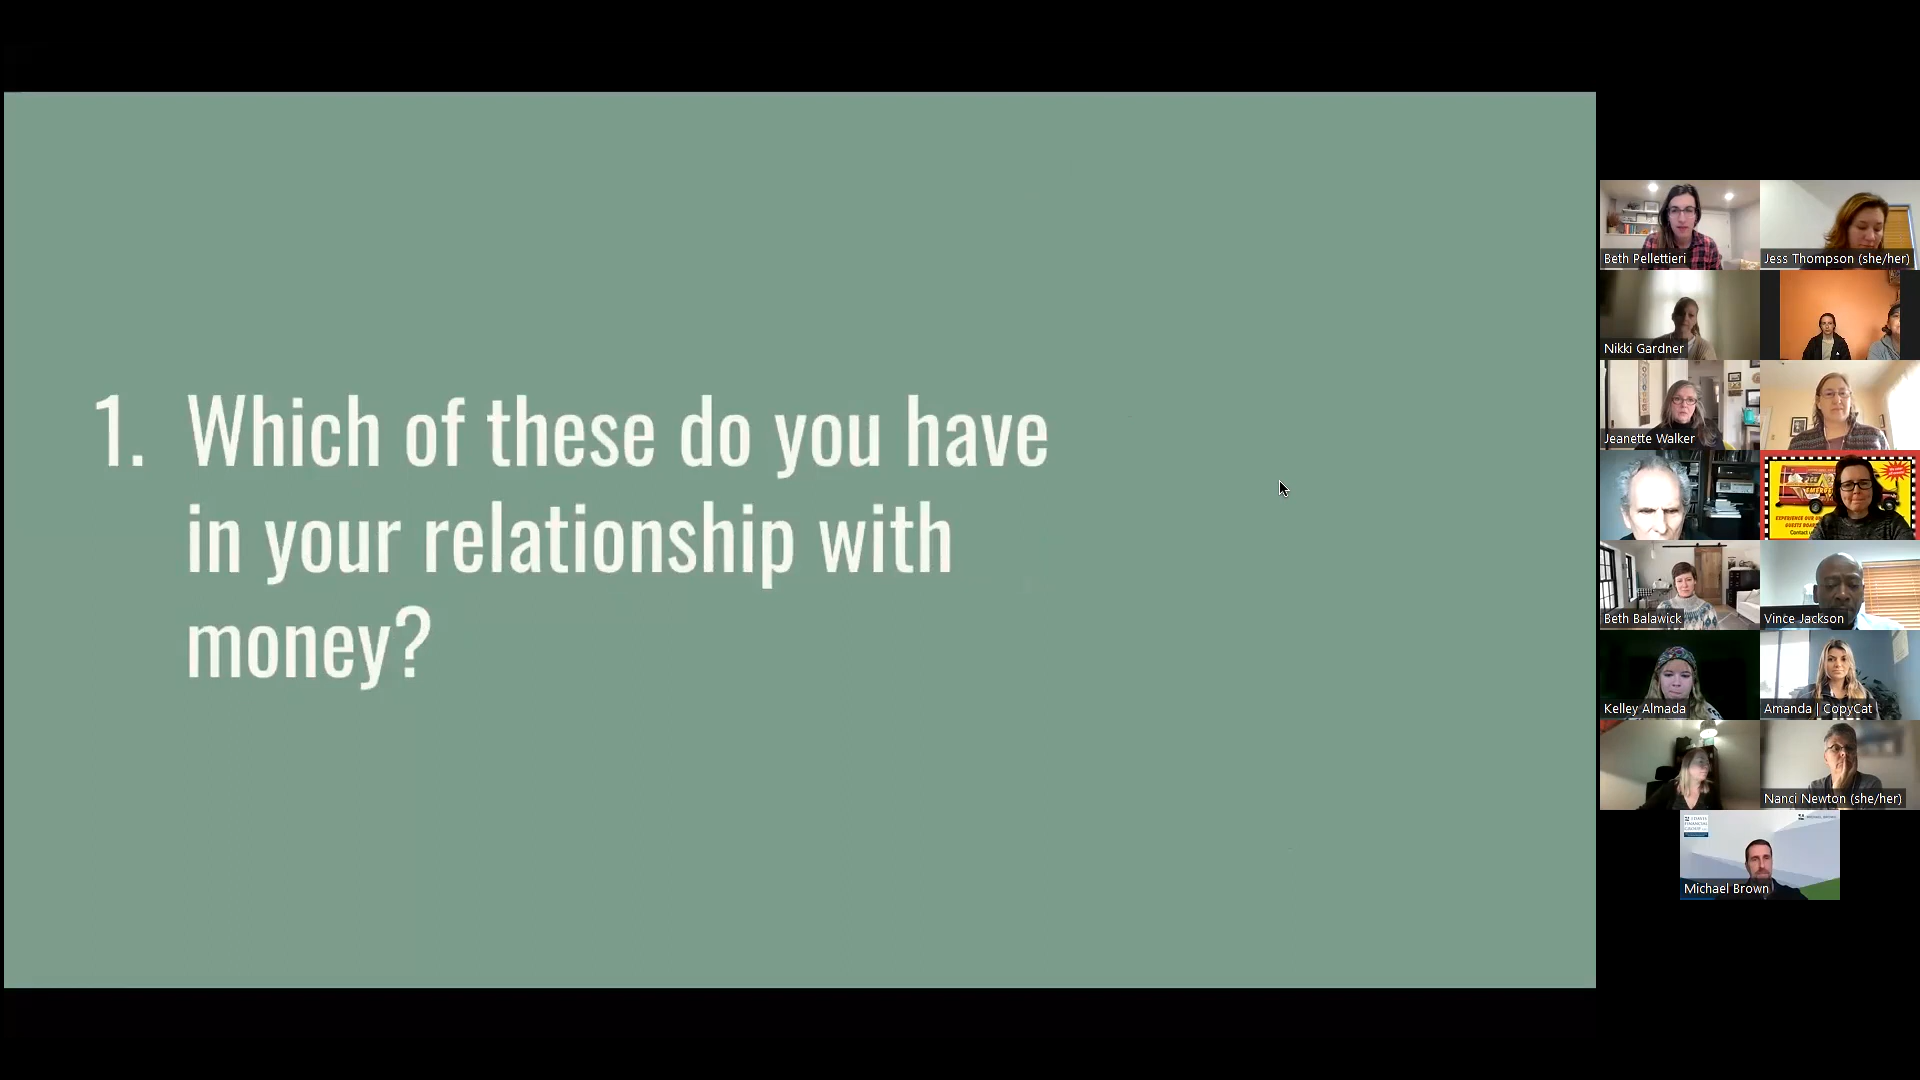 1. Which of these do you have
in your relationship with
money?
Beth Pellettieri
Jess Thompson (she/her)
Nikki Gardner
Jeanette Walker
Beth Balawick
Vince Jackson
Kelley Almada
Amanda | CopyCat
Nanci Newton (she/her)
Michael Brown